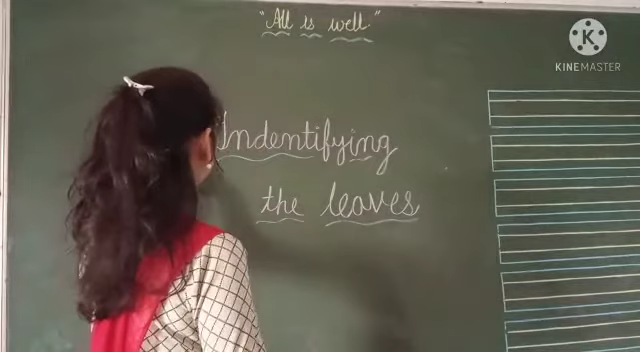 "All is well."
K
KINEMASTER
Indentifying
the leaves